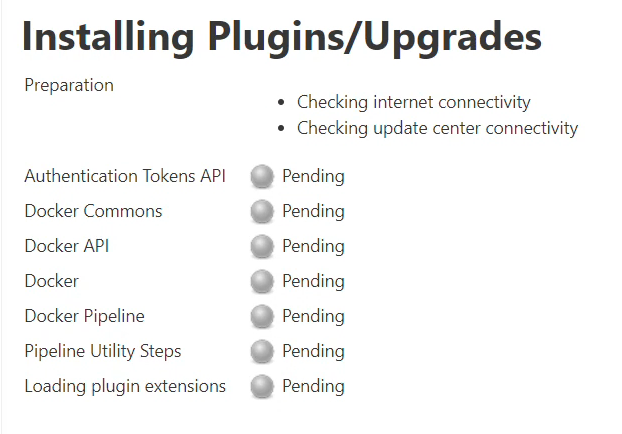 Installing Plugins/Upgrades
Preparation
Checking internet connectivity
Checking update center connectivity
Authentication Tokens API Pending
Docker Commons Pending
Docker API Pending
Docker Pending
Docker Pipeline Pending
Pipeline Utility Steps Pending
Loading plugin extensions Pending